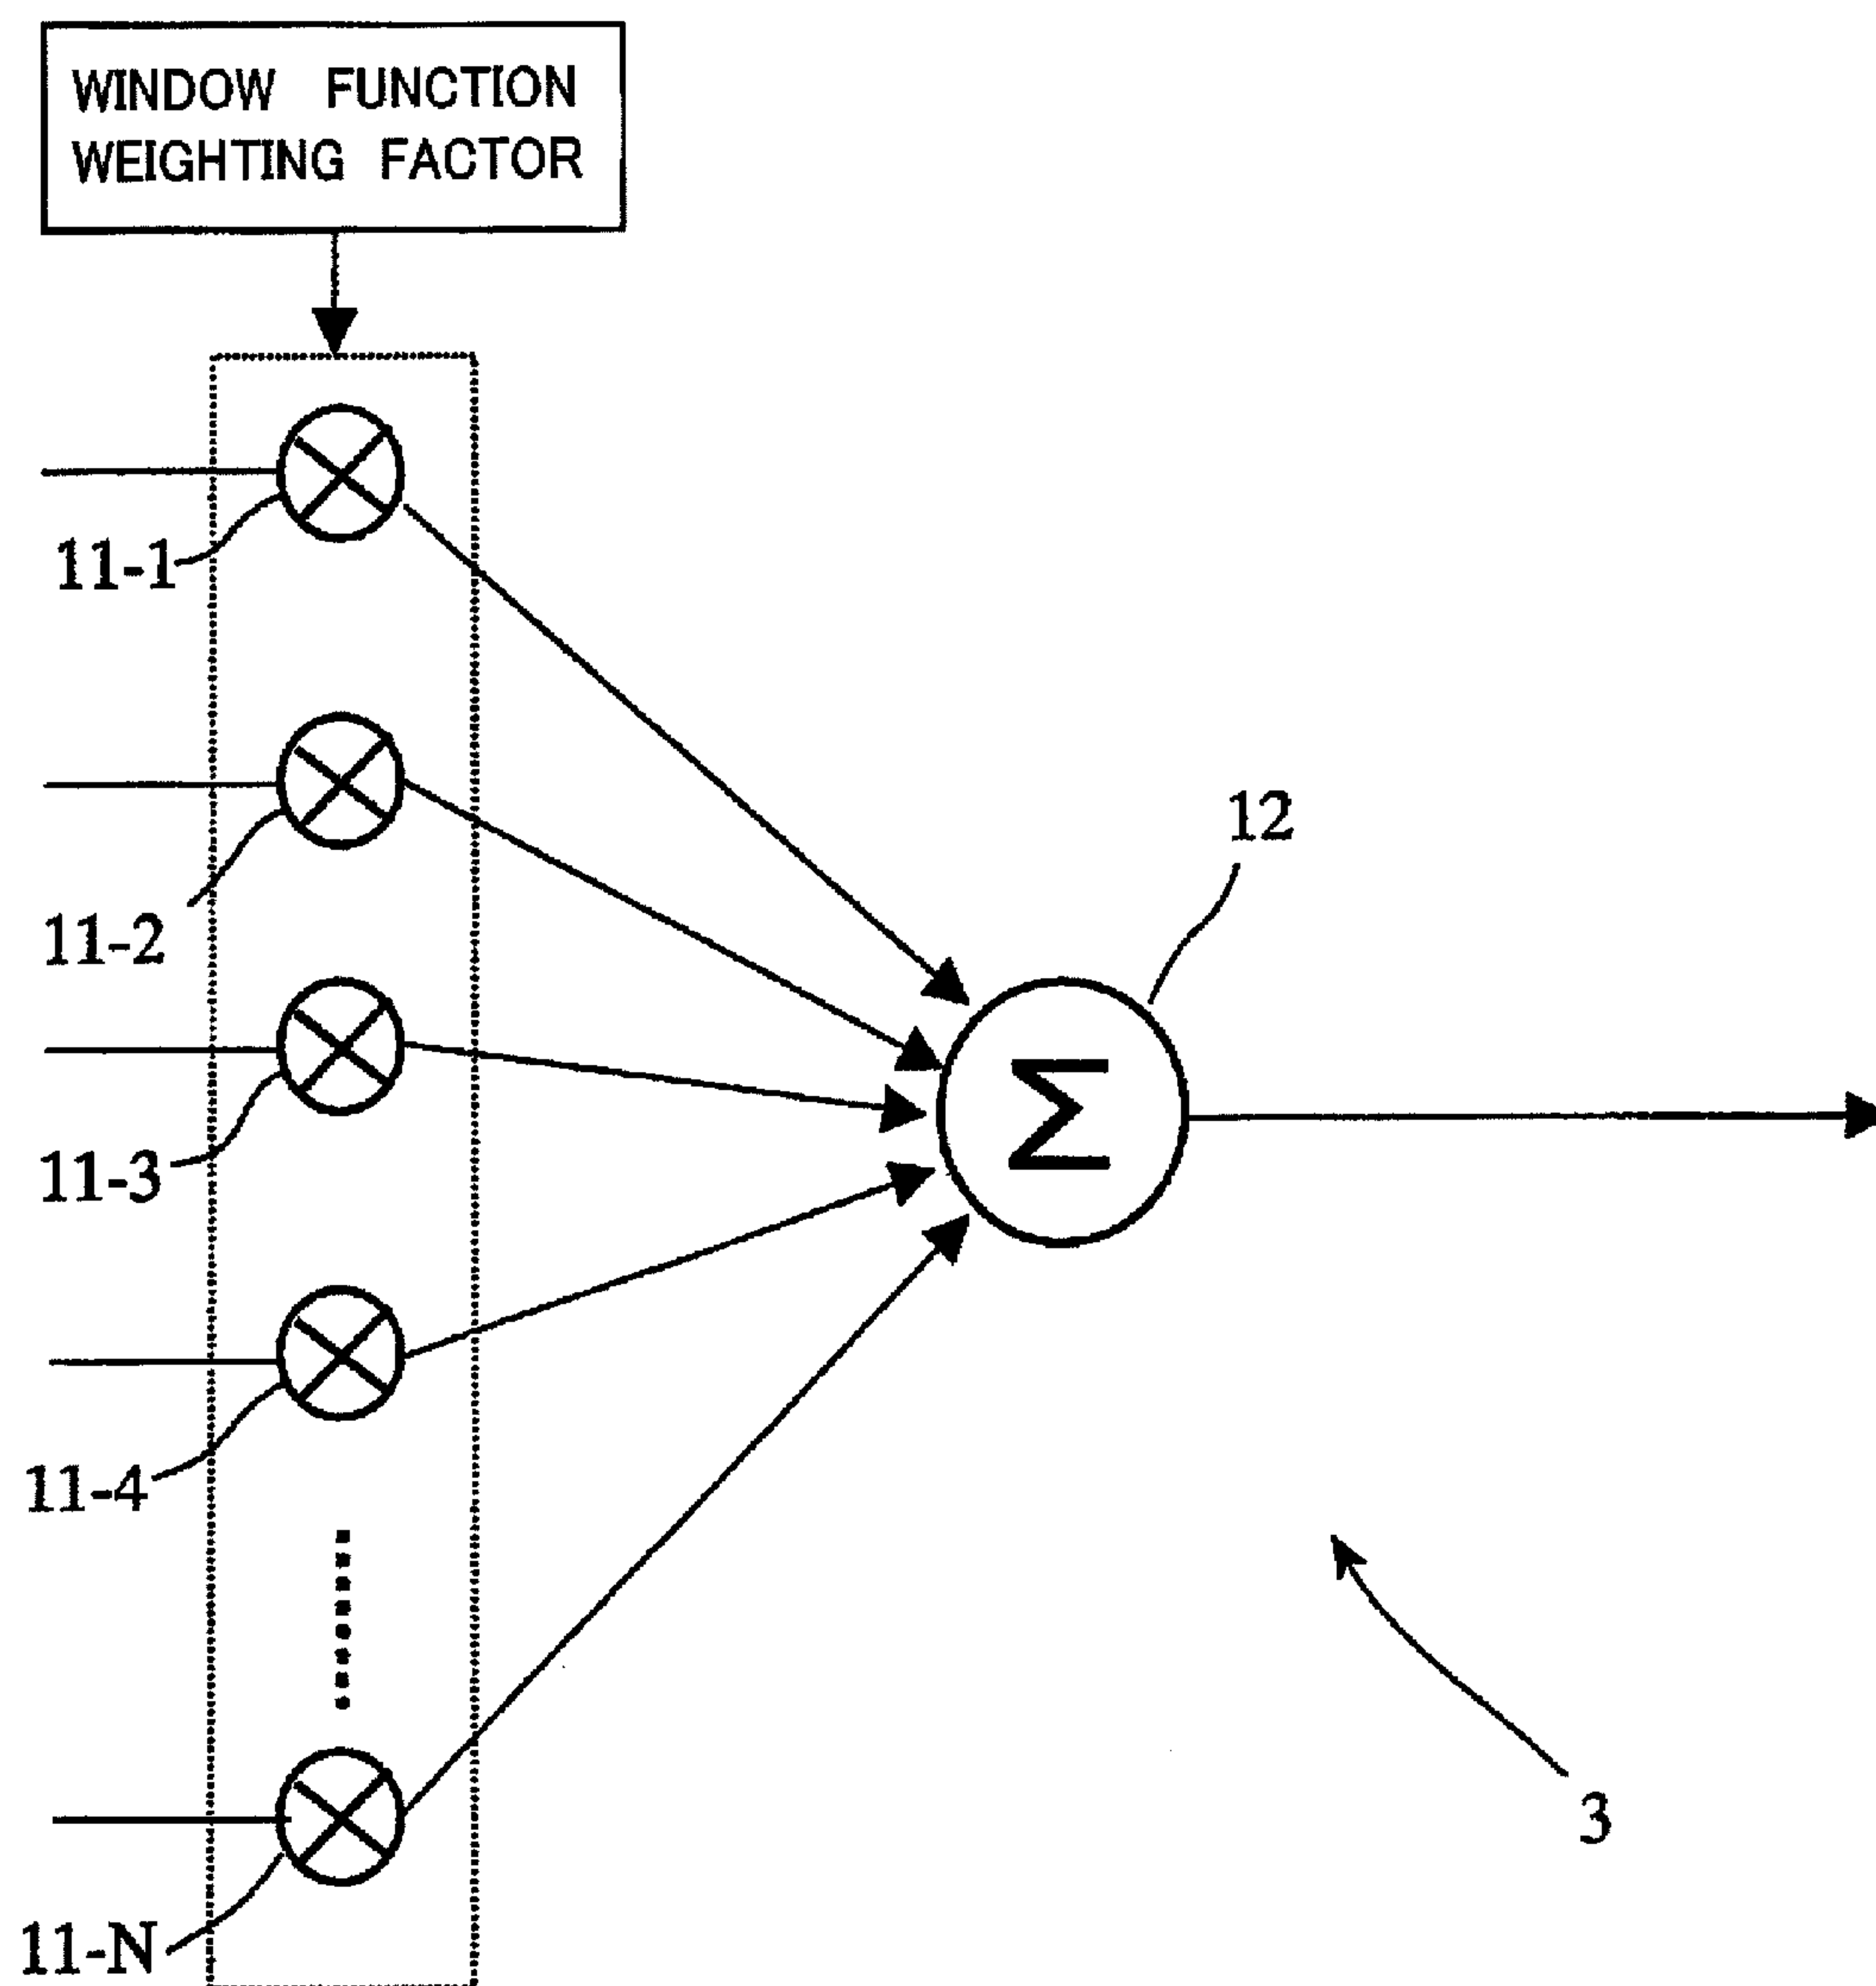 WINDOW FUNCTION
WEIGHTING FACTOR
11-1
11-2
12
11-3
Σ
11-4
3
11-N